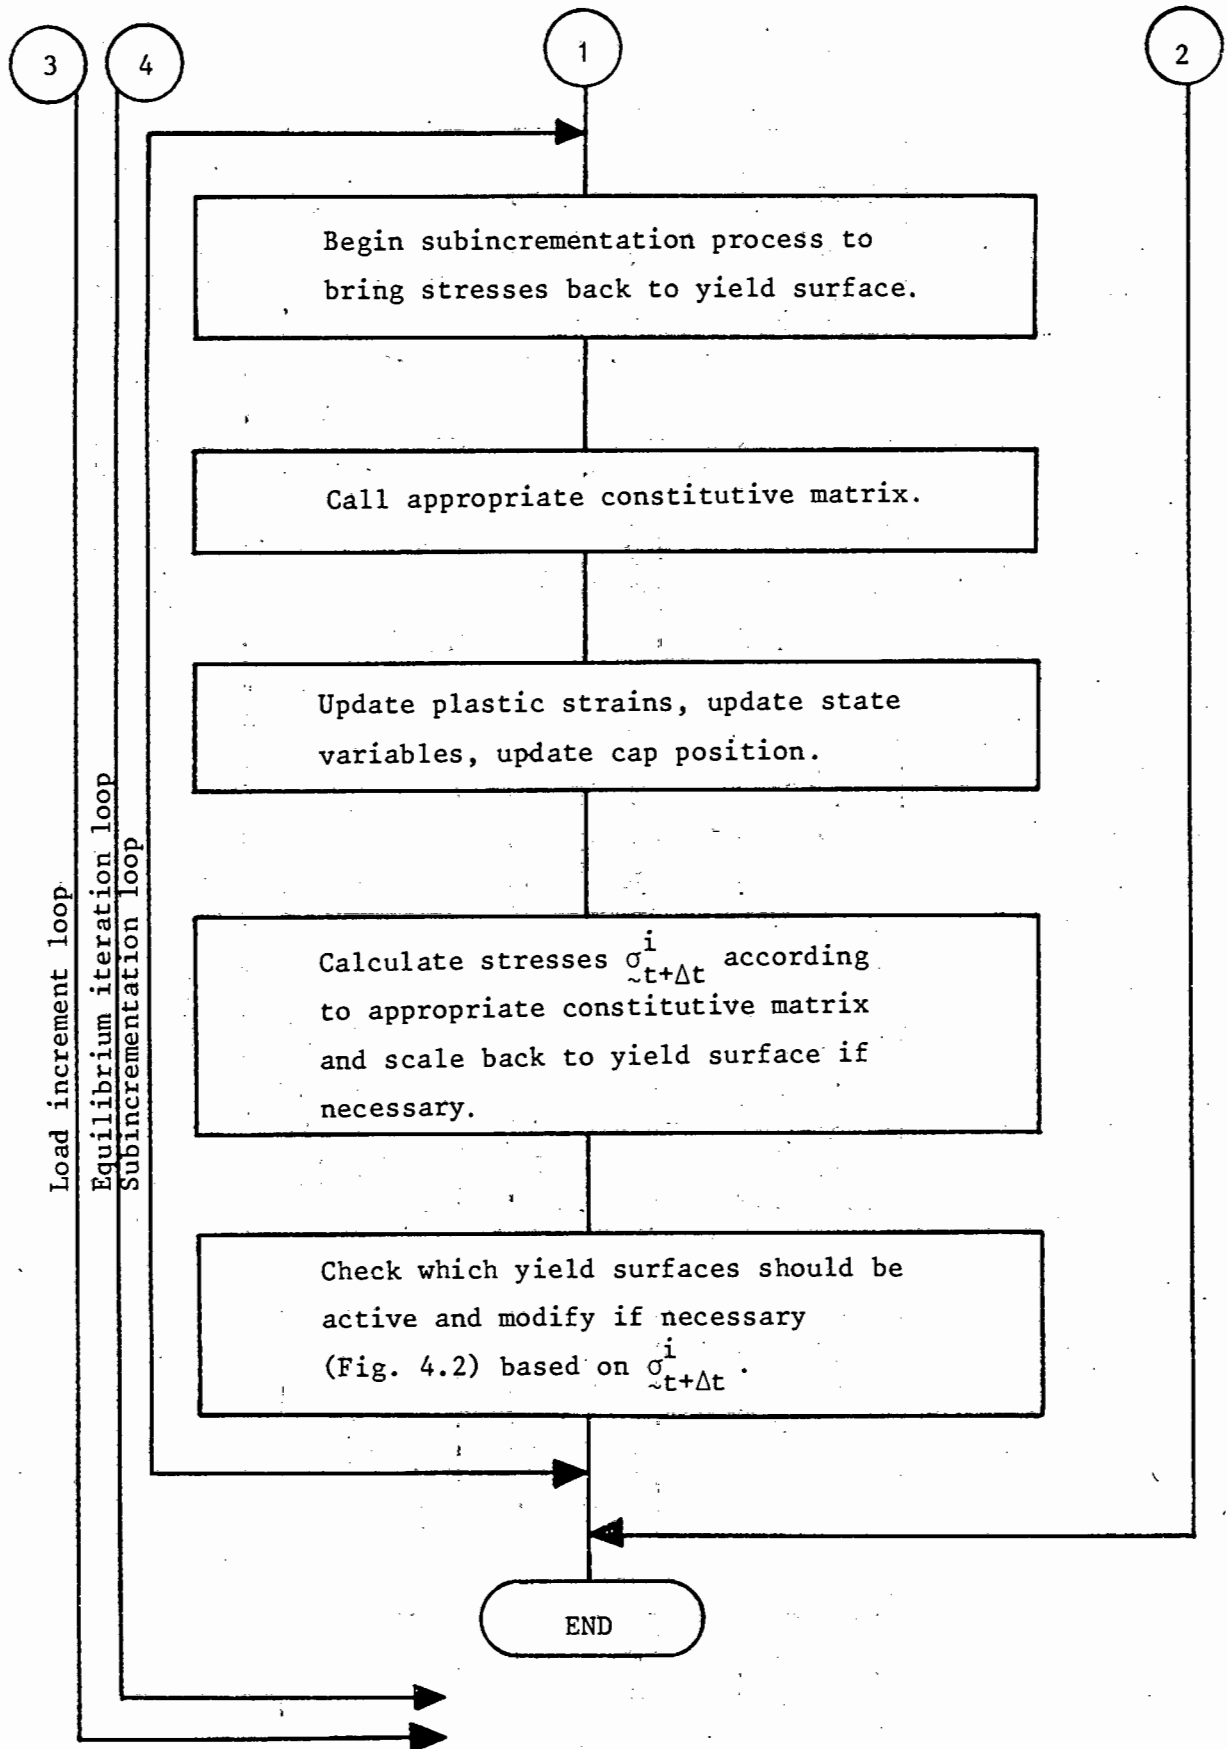 3
4
1
2
Begin subincrementation process to
bring stresses back to yield surface.
Call appropriate constitutive matrix.
Update plastic strains, update state
variables, update cap position.
Calculate stresses σ̰ⁱt+Δt according
to appropriate constitutive matrix
and scale back to yield surface if
necessary.
Check which yield surfaces should be
active and modify if necessary
(Fig. 4.2) based on σ̰ⁱt+Δt .
Load increment loop
Equilibrium iteration loop
Subincrementation loop
END